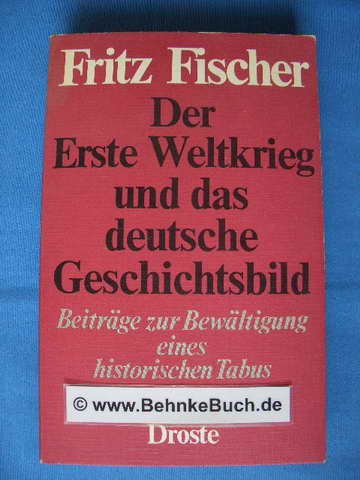 Fritz Fischer
Der
Erste Weltkrieg
und das
deutsche
Geschichtsbild
Beiträge zur Bewältigung
eines
historischen Tabus
© www.BehnkeBuch.de
Droste